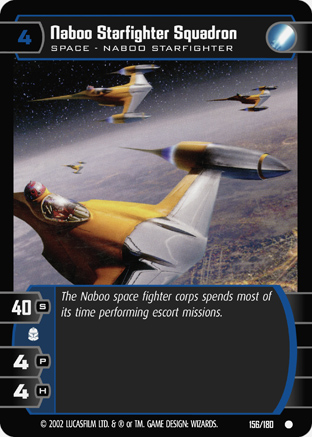 4
Naboo Starfighter Squadron
SPACE - NABOO STARFIGHTER
40 S
The Naboo space fighter corps spends most of
its time performing escort missions.
4 P
4 H
© 2002 LUCASFILM LTD. & ® or TM. GAME DESIGN: WIZARDS.
156/180